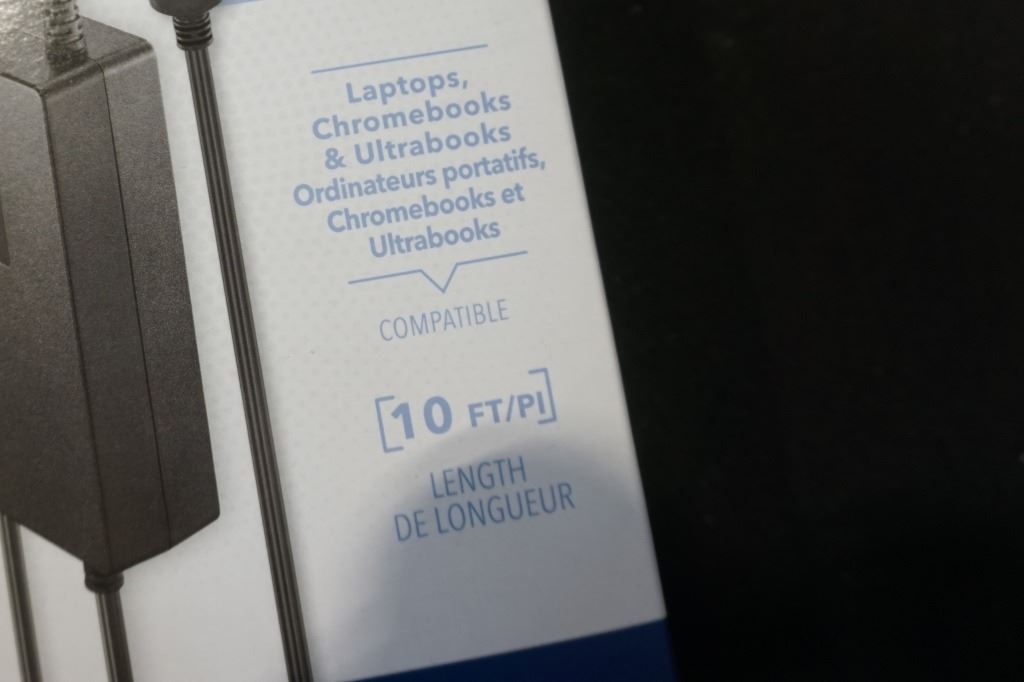 Laptops,
Chromebooks
& Ultrabooks
Ordinateurs portatifs,
Chromebooks et
Ultrabooks
COMPATIBLE
[10 FT/PI]
LENGTH
DE LONGUEUR